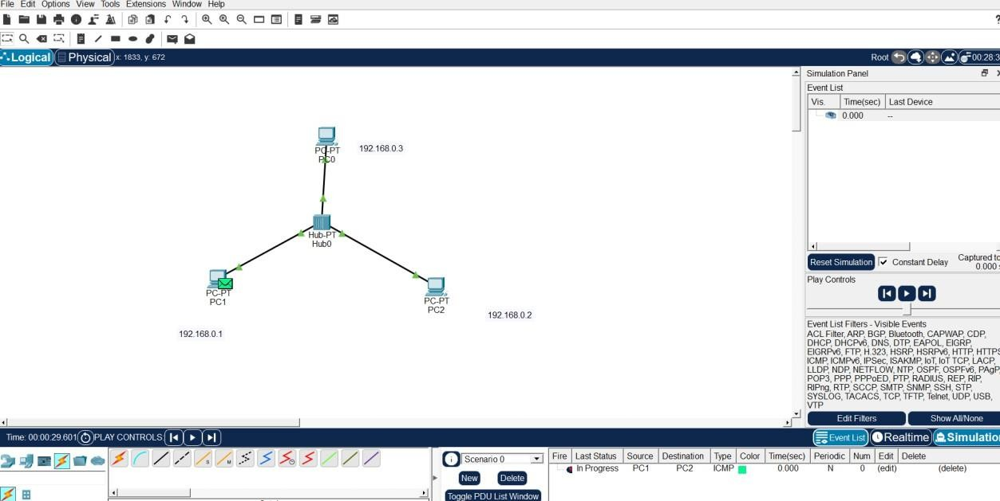 File Edit Options View Tools Extensions Window Help
?
Logical Physical x: 1833, y: 672
Root 00:28.3
Simulation Panel
Event List
Vis. Time(sec) Last Device
0.000 --
PC-PT
PC0
192.168.0.3
Hub-PT
Hub0
PC-PT
PC1
192.168.0.1
PC-PT
PC2
192.168.0.2
Reset Simulation Constant Delay Captured to
0.000 s
Play Controls
Event List Filters - Visible Events
ACL Filter, ARP, BGP, Bluetooth, CAPWAP, CDP,
DHCP, DHCPv6, DNS, DTP, EAPOL, EIGRP,
EIGRPv6, FTP, H.323, HSRP, HSRPv6, HTTP, HTTPS
ICMP, ICMPv6, IPSec, ISAKMP, IoT, IoT TCP, LACP,
LLDP, NDP, NETFLOW, NTP, OSPF, OSPFv6, PAgP,
POP3, PPP, PPPoED, PTP, RADIUS, REP, RIP,
RIPng, RTP, SCCP, SMTP, SNMP, SSH, STP,
SYSLOG, TACACS, TCP, TFTP, Telnet, UDP, USB,
VTP
Edit Filters Show All/None
Time: 00:00:29.601 PLAY CONTROLS:
Event List Realtime Simulatio
Scenario 0
New Delete
Toggle PDU List Window
Fire Last Status Source Destination Type Color Time(sec) Periodic Num Edit Delete
In Progress PC1 PC2 ICMP 0.000 N 0 (edit) (delete)